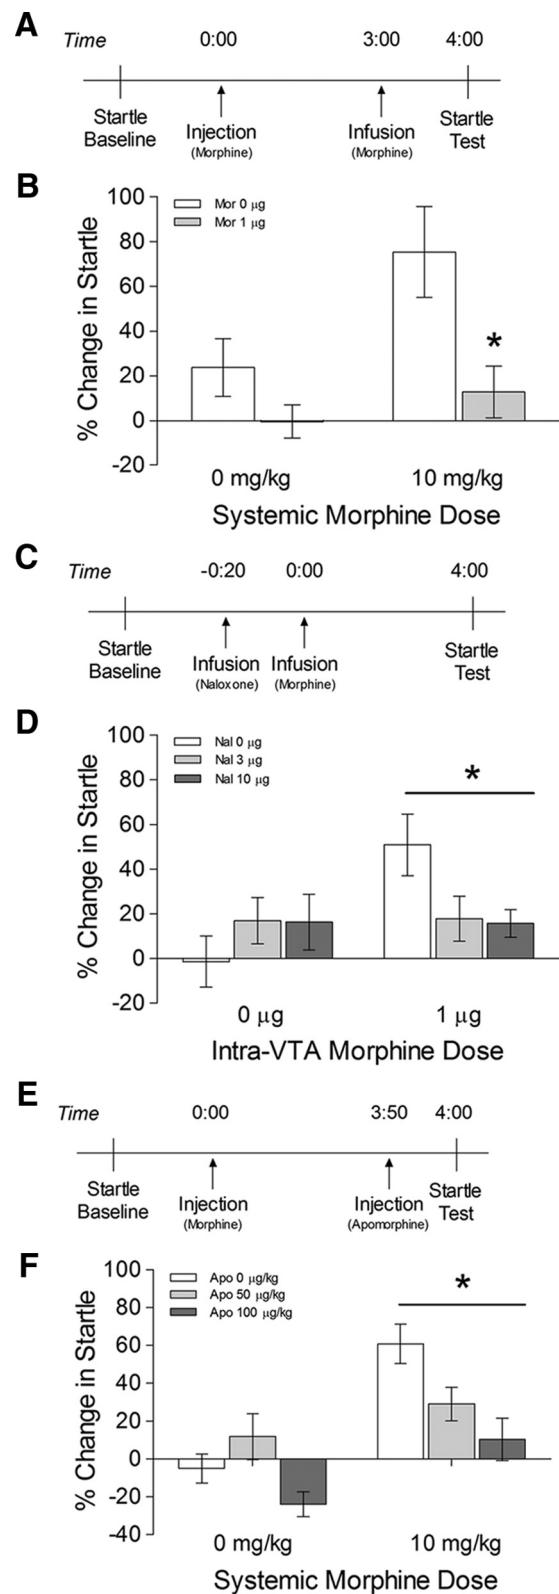 A
Time 0:00 3:00 4:00
Startle Baseline Injection (Morphine) Infusion (Morphine) Startle Test
B
% Change in Startle
100
80
60
40
20
0
-20
Mor 0 µg
Mor 1 µg
*
0 mg/kg 10 mg/kg
Systemic Morphine Dose
C
Time -0:20 0:00 4:00
Startle Baseline Infusion (Naloxone) Infusion (Morphine) Startle Test
D
% Change in Startle
100
80
60
40
20
0
-20
Nal 0 µg
Nal 3 µg
Nal 10 µg
*
0 µg 1 µg
Intra-VTA Morphine Dose
E
Time 0:00 3:50 4:00
Startle Baseline Injection (Morphine) Injection (Apomorphine) Startle Test
F
% Change in Startle
100
80
60
40
20
0
-20
-40
Apo 0 µg/kg
Apo 50 µg/kg
Apo 100 µg/kg
*
0 mg/kg 10 mg/kg
Systemic Morphine Dose